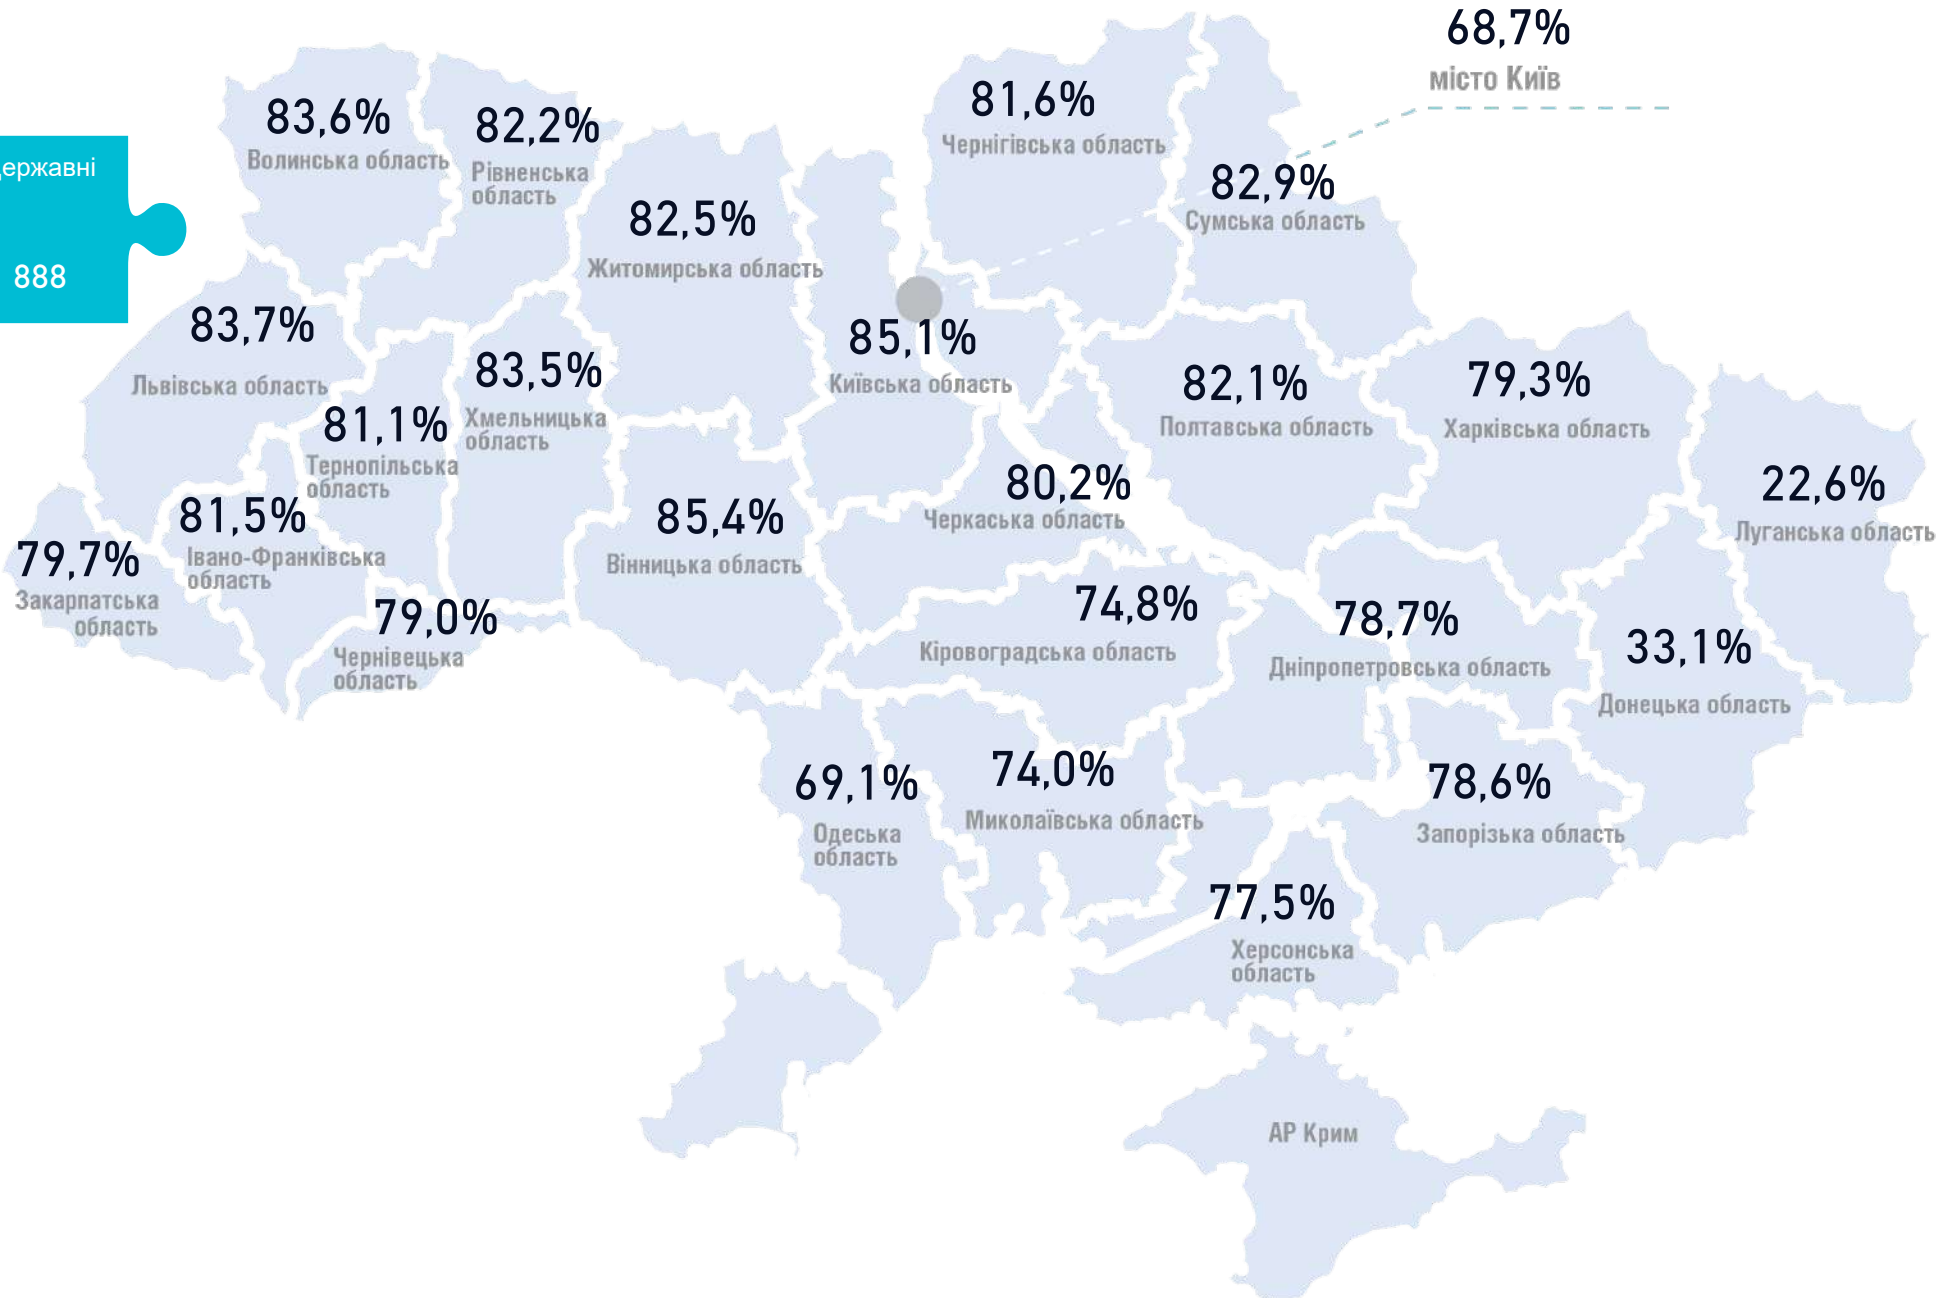 68,7%
місто Київ
83,6%
Волинська область
82,2%
Рівненська
область
81,6%
Чернігівська область
82,9%
Сумська область
888
82,5%
Житомирська область
83,7%
Львівська область
83,5%
Хмельницька
область
85,1%
Київська область
82,1%
Полтавська область
79,3%
Харківська область
81,1%
Тернопільська
область
22,6%
Луганська область
81,5%
Івано-Франківська
область
85,4%
Вінницька область
80,2%
Черкаська область
79,7%
Закарпатська
область
79,0%
Чернівецька
область
74,8%
Кіровоградська область
78,7%
Дніпропетровська область
33,1%
Донецька область
69,1%
Одеська
область
74,0%
Миколаївська область
78,6%
Запорізька область
77,5%
Херсонська
область
АР Крим